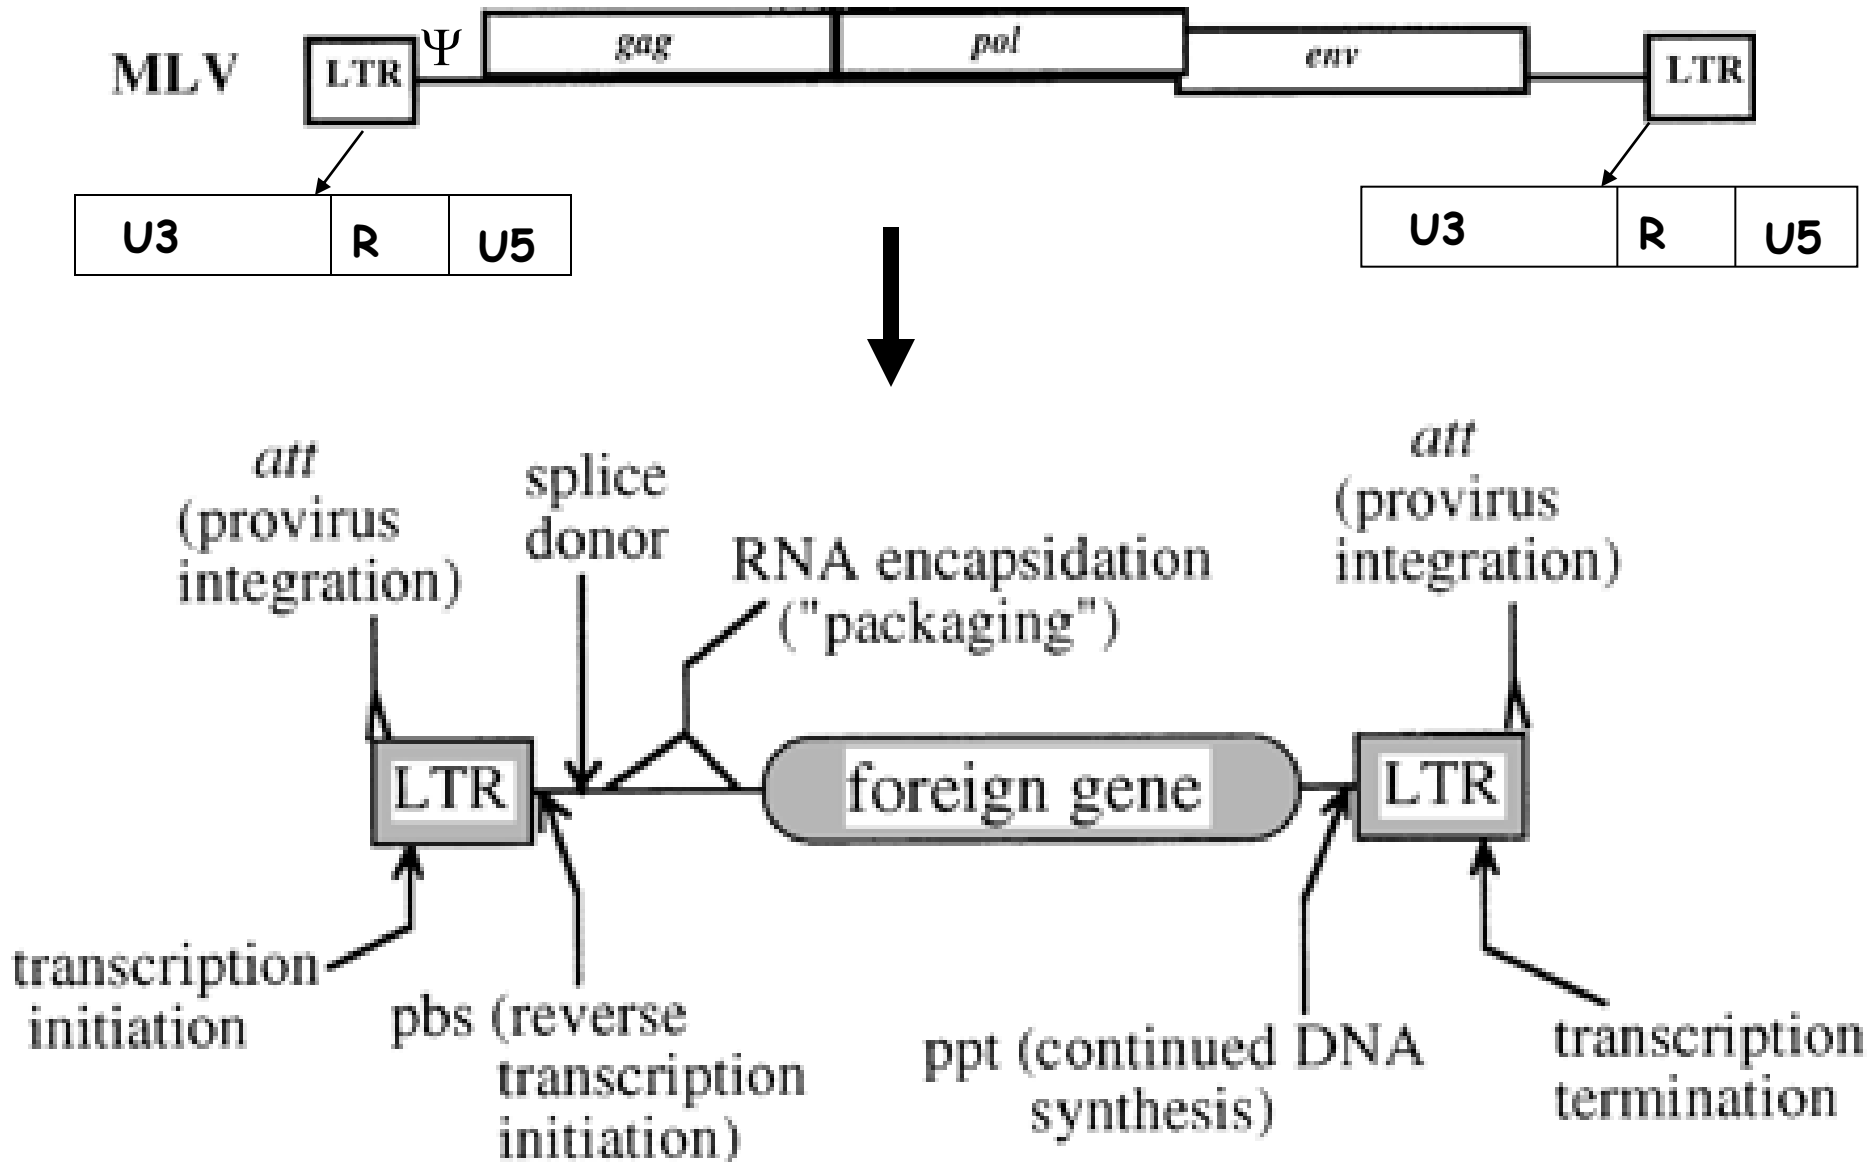 MLV
LTR
Ψ
gag
pol
env
LTR
U3 R U5
U3 R U5
att
(provirus
integration)
splice
donor
RNA encapsidation
("packaging")
att
(provirus
integration)
LTR
foreign gene
LTR
transcription
initiation
pbs (reverse
transcription
initiation)
ppt (continued DNA
synthesis)
transcription
termination